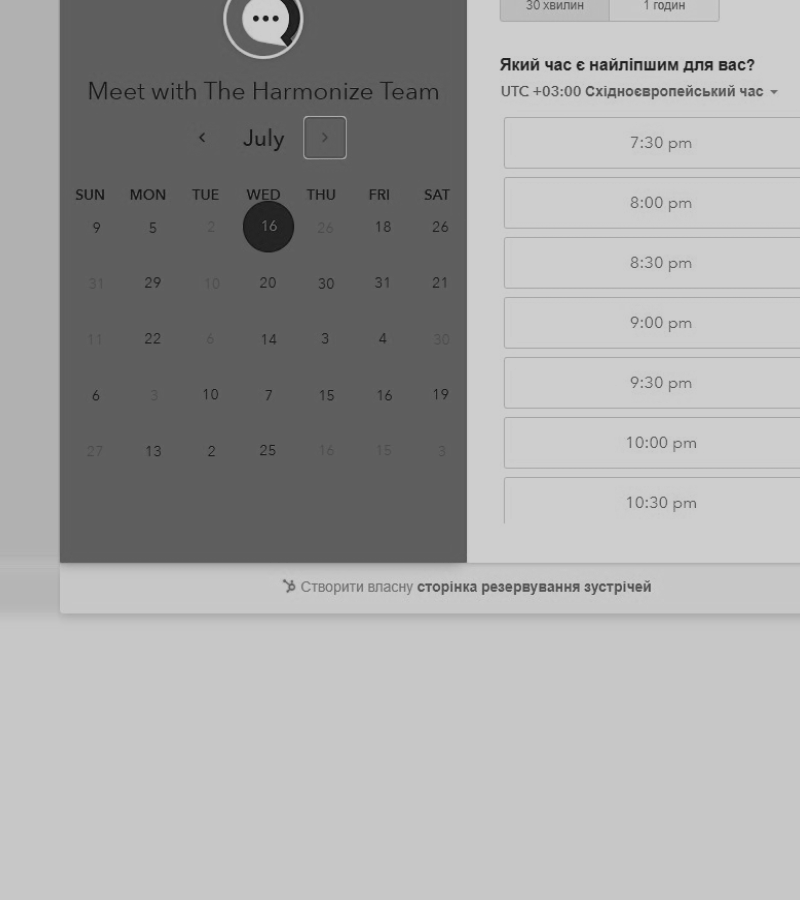 30 хвилин 1 годин
Який час є найліпшим для вас?
UTC +03:00 Східноєвропейський час
Meet with The Harmonize Team
July
SUN MON TUE WED THU FRI SAT
9 5 2 16 26 18 26
31 29 10 20 30 31 21
11 22 6 14 3 4 30
6 3 10 7 15 16 19
27 13 2 25 16 15 3
7:30 pm
8:00 pm
8:30 pm
9:00 pm
9:30 pm
10:00 pm
10:30 pm
Створити власну сторінка резервування зустрічей